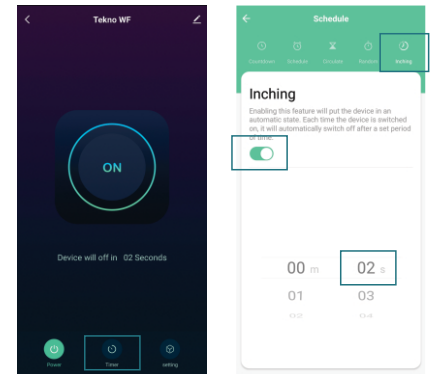 Tekno WF
ON
Device will off in 02 Seconds
Power
Timer
setting
Schedule
Countdown
Schedule
Circulate
Random
Inching
Inching
Enabling this feature will put the device in an
automatic state. Each time the device is switched
on, it will automatically switch off after a set period
of time.
00 m 02 s
01 03
02 04